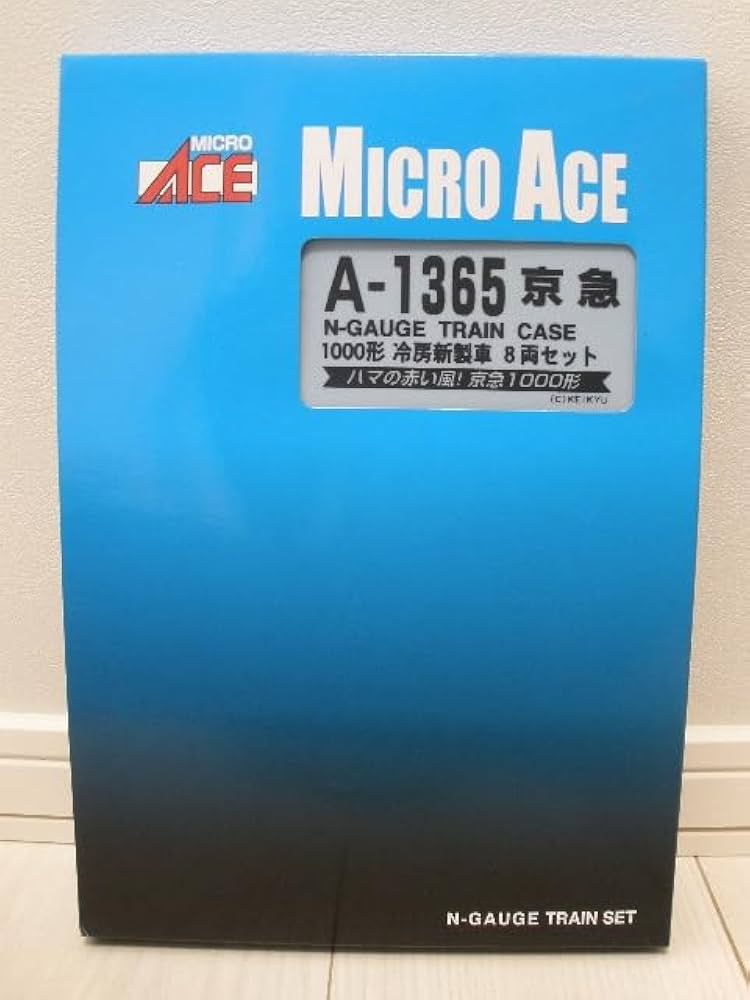 MICRO
ACE
MICRO ACE
A-1365 京急
N-GAUGE TRAIN CASE
1000形 冷房新製車 8両セット
ハマの赤い風!京急1000形
(C)KEIKYU
N-GAUGE TRAIN SET